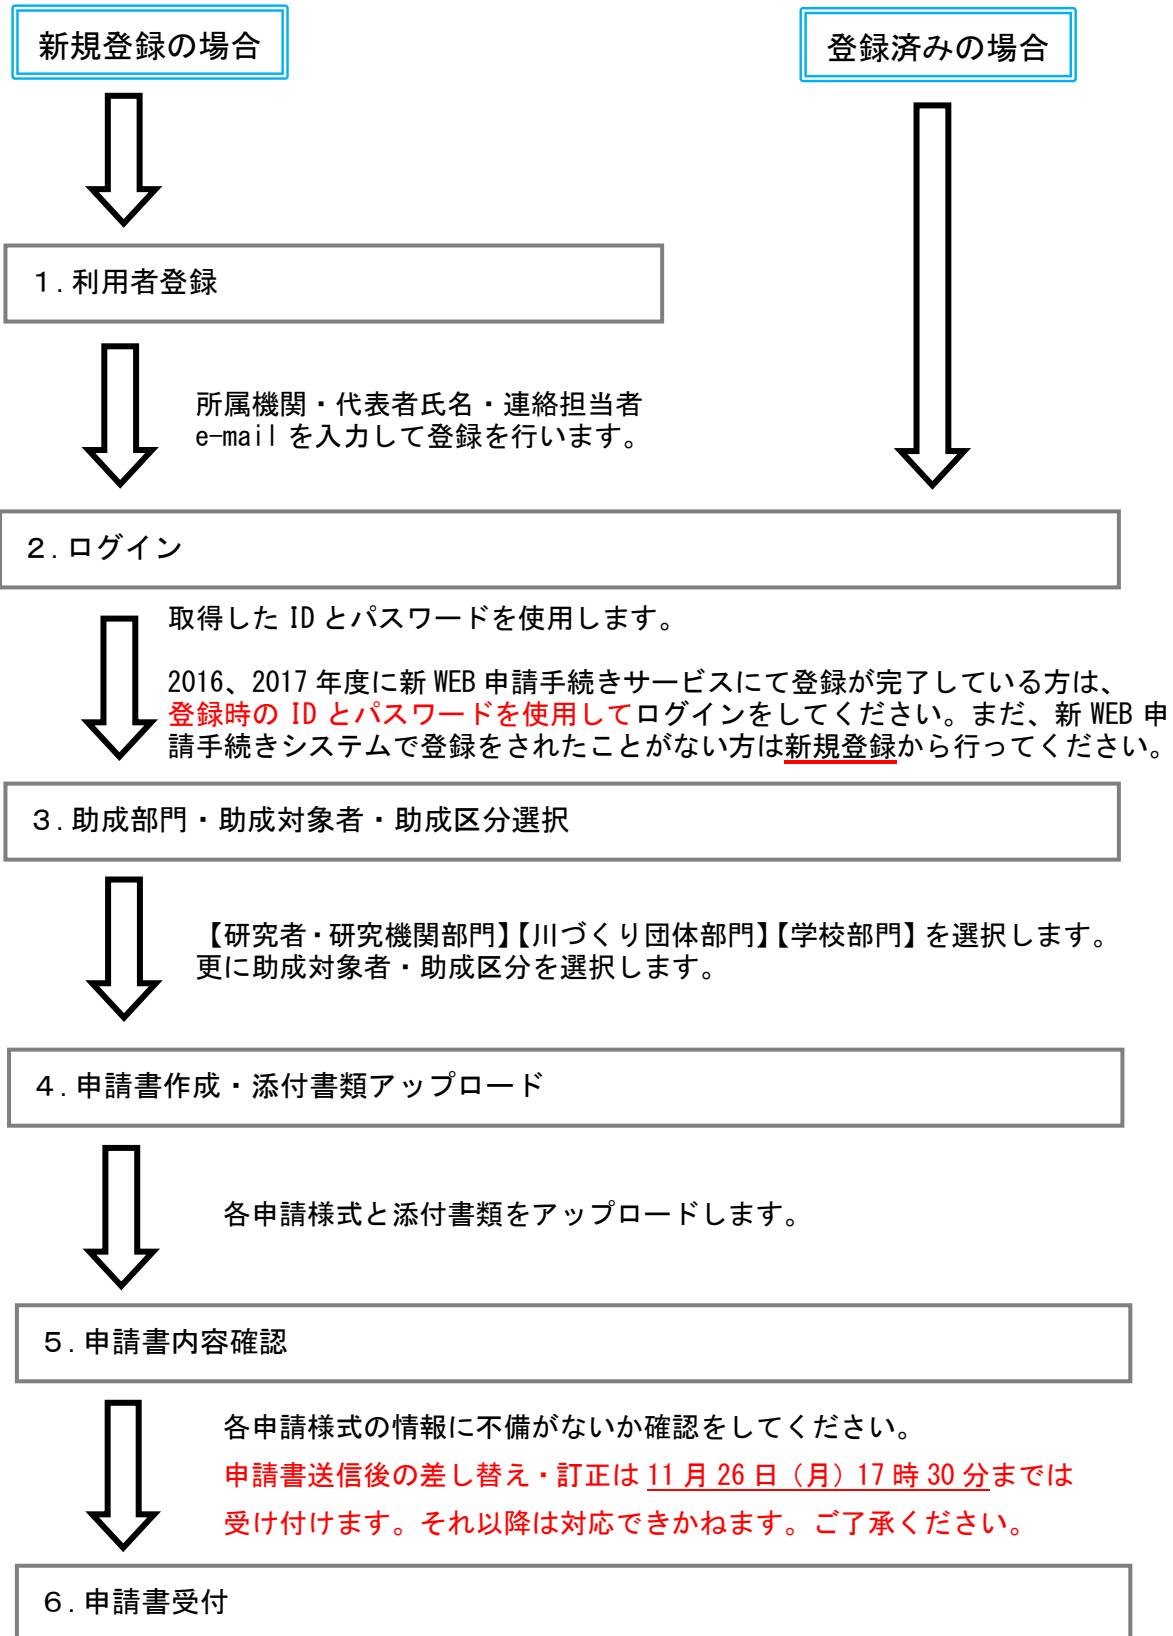 新規登録の場合
登録済みの場合
１.利用者登録
所属機関・代表者氏名・連絡担当者
e-mail を入力して登録を行います。
２.ログイン
取得した ID とパスワードを使用します。
2016、2017 年度に新 WEB 申請手続きサービスにて登録が完了している方は、
登録時の ID とパスワードを使用してログインをしてください。まだ、新 WEB 申
請手続きシステムで登録をされたことがない方は新規登録から行ってください。
３.助成部門・助成対象者・助成区分選択
【研究者・研究機関部門】【川づくり団体部門】【学校部門】を選択します。
更に助成対象者・助成区分を選択します。
４.申請書作成・添付書類アップロード
各申請様式と添付書類をアップロードします。
５.申請書内容確認
各申請様式の情報に不備がないか確認をしてください。
申請書送信後の差し替え・訂正は 11 月 26 日（月）17 時 30 分までは
受け付けます。それ以降は対応できかねます。ご了承ください。
６.申請書受付